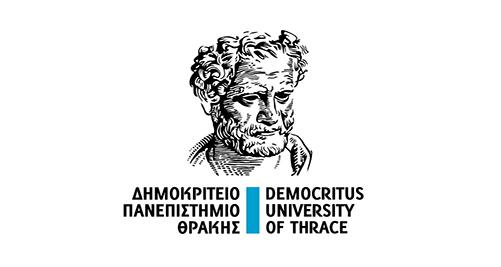 ΔΗΜΟΚΡΙΤΕΙΟ
ΠΑΝΕΠΙΣΤΗΜΙΟ
ΘΡΑΚΗΣ
DEMOCRITUS
UNIVERSITY
OF THRACE